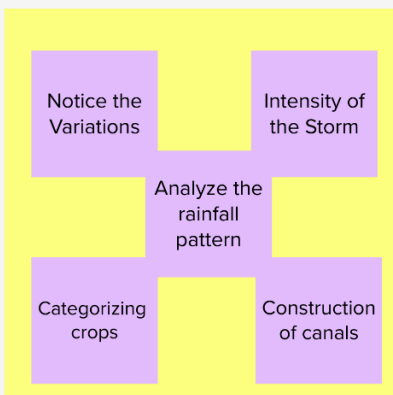 Notice the
Variations
Intensity of
the Storm
Analyze the
rainfall
pattern
Categorizing
crops
Construction
of canals